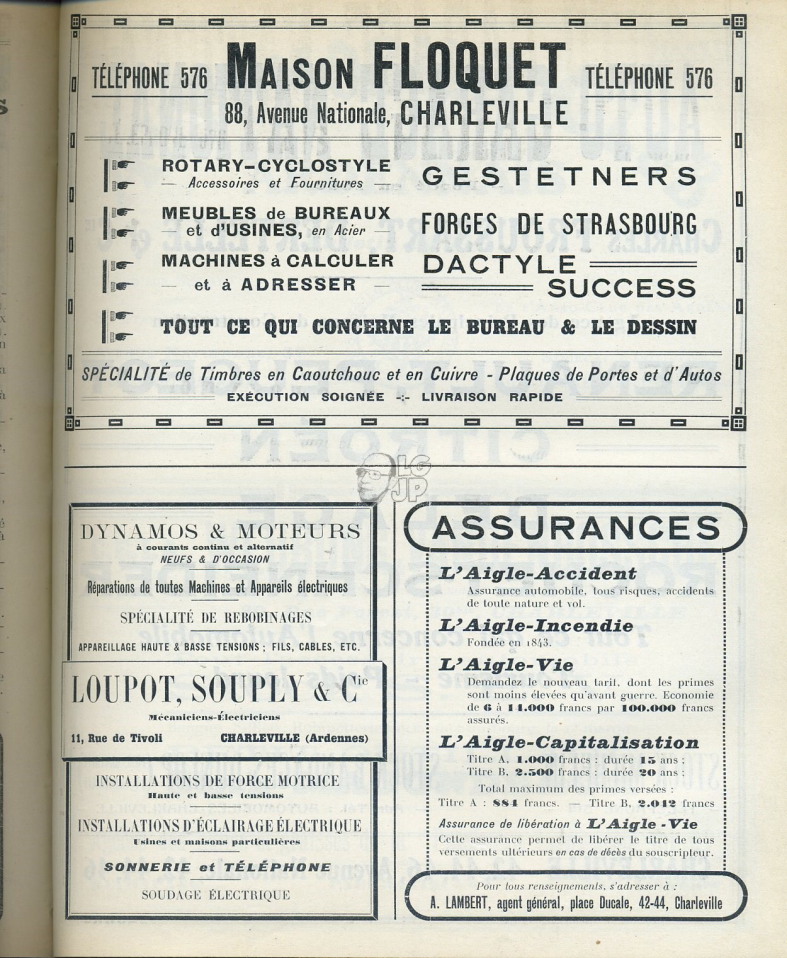 TÉLÉPHONE 576 MAISON FLOQUET TÉLÉPHONE 576
88, Avenue Nationale, CHARLEVILLE
ROTARY-CYCLOSTYLE
— Accessoires et Fournitures —
GESTETNERS
MEUBLES de BUREAUX
— et d'USINES, en Acier —
FORGES DE STRASBOURG
MACHINES à CALCULER
— et à ADRESSER —
DACTYLE
SUCCESS
TOUT CE QUI CONCERNE LE BUREAU & LE DESSIN
SPÉCIALITÉ de Timbres en Caoutchouc et en Cuivre - Plaques de Portes et d'Autos
EXÉCUTION SOIGNÉE -:- LIVRAISON RAPIDE
LG
JP
DYNAMOS & MOTEURS
à courants continu et alternatif
NEUFS & D'OCCASION
Réparations de toutes Machines et Appareils électriques
SPÉCIALITÉ DE REBOBINAGES
APPAREILLAGE HAUTE & BASSE TENSIONS ; FILS, CABLES, ETC.
LOUPOT, SOUPLY & Cie
Mécaniciens-Électriciens
11, Rue de Tivoli CHARLEVILLE (Ardennes)
INSTALLATIONS DE FORCE MOTRICE
Haute et basse tensions
INSTALLATIONS D'ÉCLAIRAGE ÉLECTRIQUE
Usines et maisons particulières
SONNERIE et TÉLÉPHONE
SOUDAGE ÉLECTRIQUE
ASSURANCES
L'Aigle-Accident
Assurance automobile, tous risques, accidents
de toute nature et vol.
L'Aigle-Incendie
Fondée en 1843.
L'Aigle-Vie
Demandez le nouveau tarif, dont les primes
sont moins élevées qu'avant guerre. Economie
de 6 à 14.000 francs par 100.000 francs
assurés.
L'Aigle-Capitalisation
Titre A, 1.000 francs : durée 15 ans ;
Titre B, 2.500 francs : durée 20 ans ;
Total maximum des primes versées :
Titre A : 884 francs. — Titre B, 2.042 francs
Assurance de libération à L'Aigle-Vie
Cette assurance permet de libérer le titre de tous
versements ultérieurs en cas de décès du souscripteur.
Pour tous renseignements, s'adresser à :
A. LAMBERT, agent général, place Ducale, 42-44, Charleville